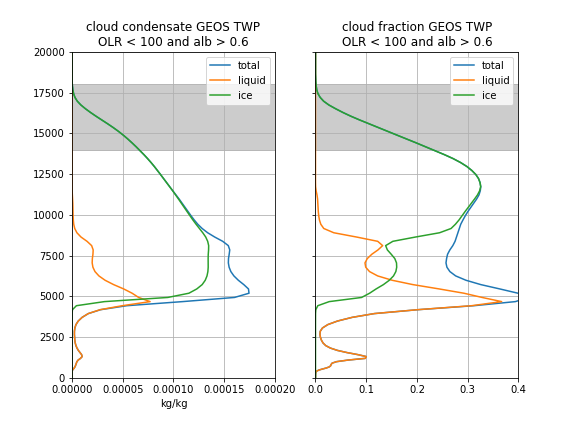 cloud condensate GEOS TWP
OLR < 100 and alb > 0.6
20000
17500
15000
12500
10000
7500
5000
2500
0
0.00000
0.00005
0.00010
0.00015
0.00020
kg/kg
total
liquid
ice
cloud fraction GEOS TWP
OLR < 100 and alb > 0.6
total
liquid
ice
0.0
0.1
0.2
0.3
0.4